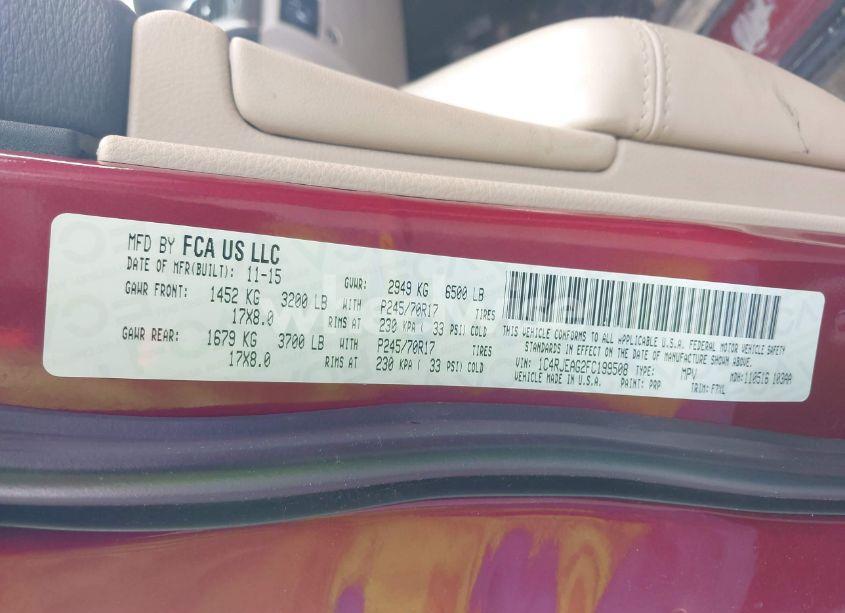 MFD BY FCA US LLC
DATE OF MFR(BUILT): 11-15 GVWR: 2949 KG 6500 LB
GAWR FRONT: 1452 KG 3200 LB WITH P245/70R17 TIRES
17X8.0 RIMS AT 230 KPA ( 33 PSI) COLD
GAWR REAR: 1679 KG 3700 LB WITH P245/70R17 TIRES
17X8.0 RIMS AT 230 KPA ( 33 PSI) COLD
THIS VEHICLE CONFORMS TO ALL APPLICABLE U.S.A. FEDERAL MOTOR VEHICLE SAFETY
STANDARDS IN EFFECT ON THE DATE OF MANUFACTURE SHOWN ABOVE.
VIN: 1C4RJEAG2FC199508 TYPE: MPV MDH:110516 103AA
VEHICLE MADE IN U.S.A. PAINT: PRP TRIM: F7XL